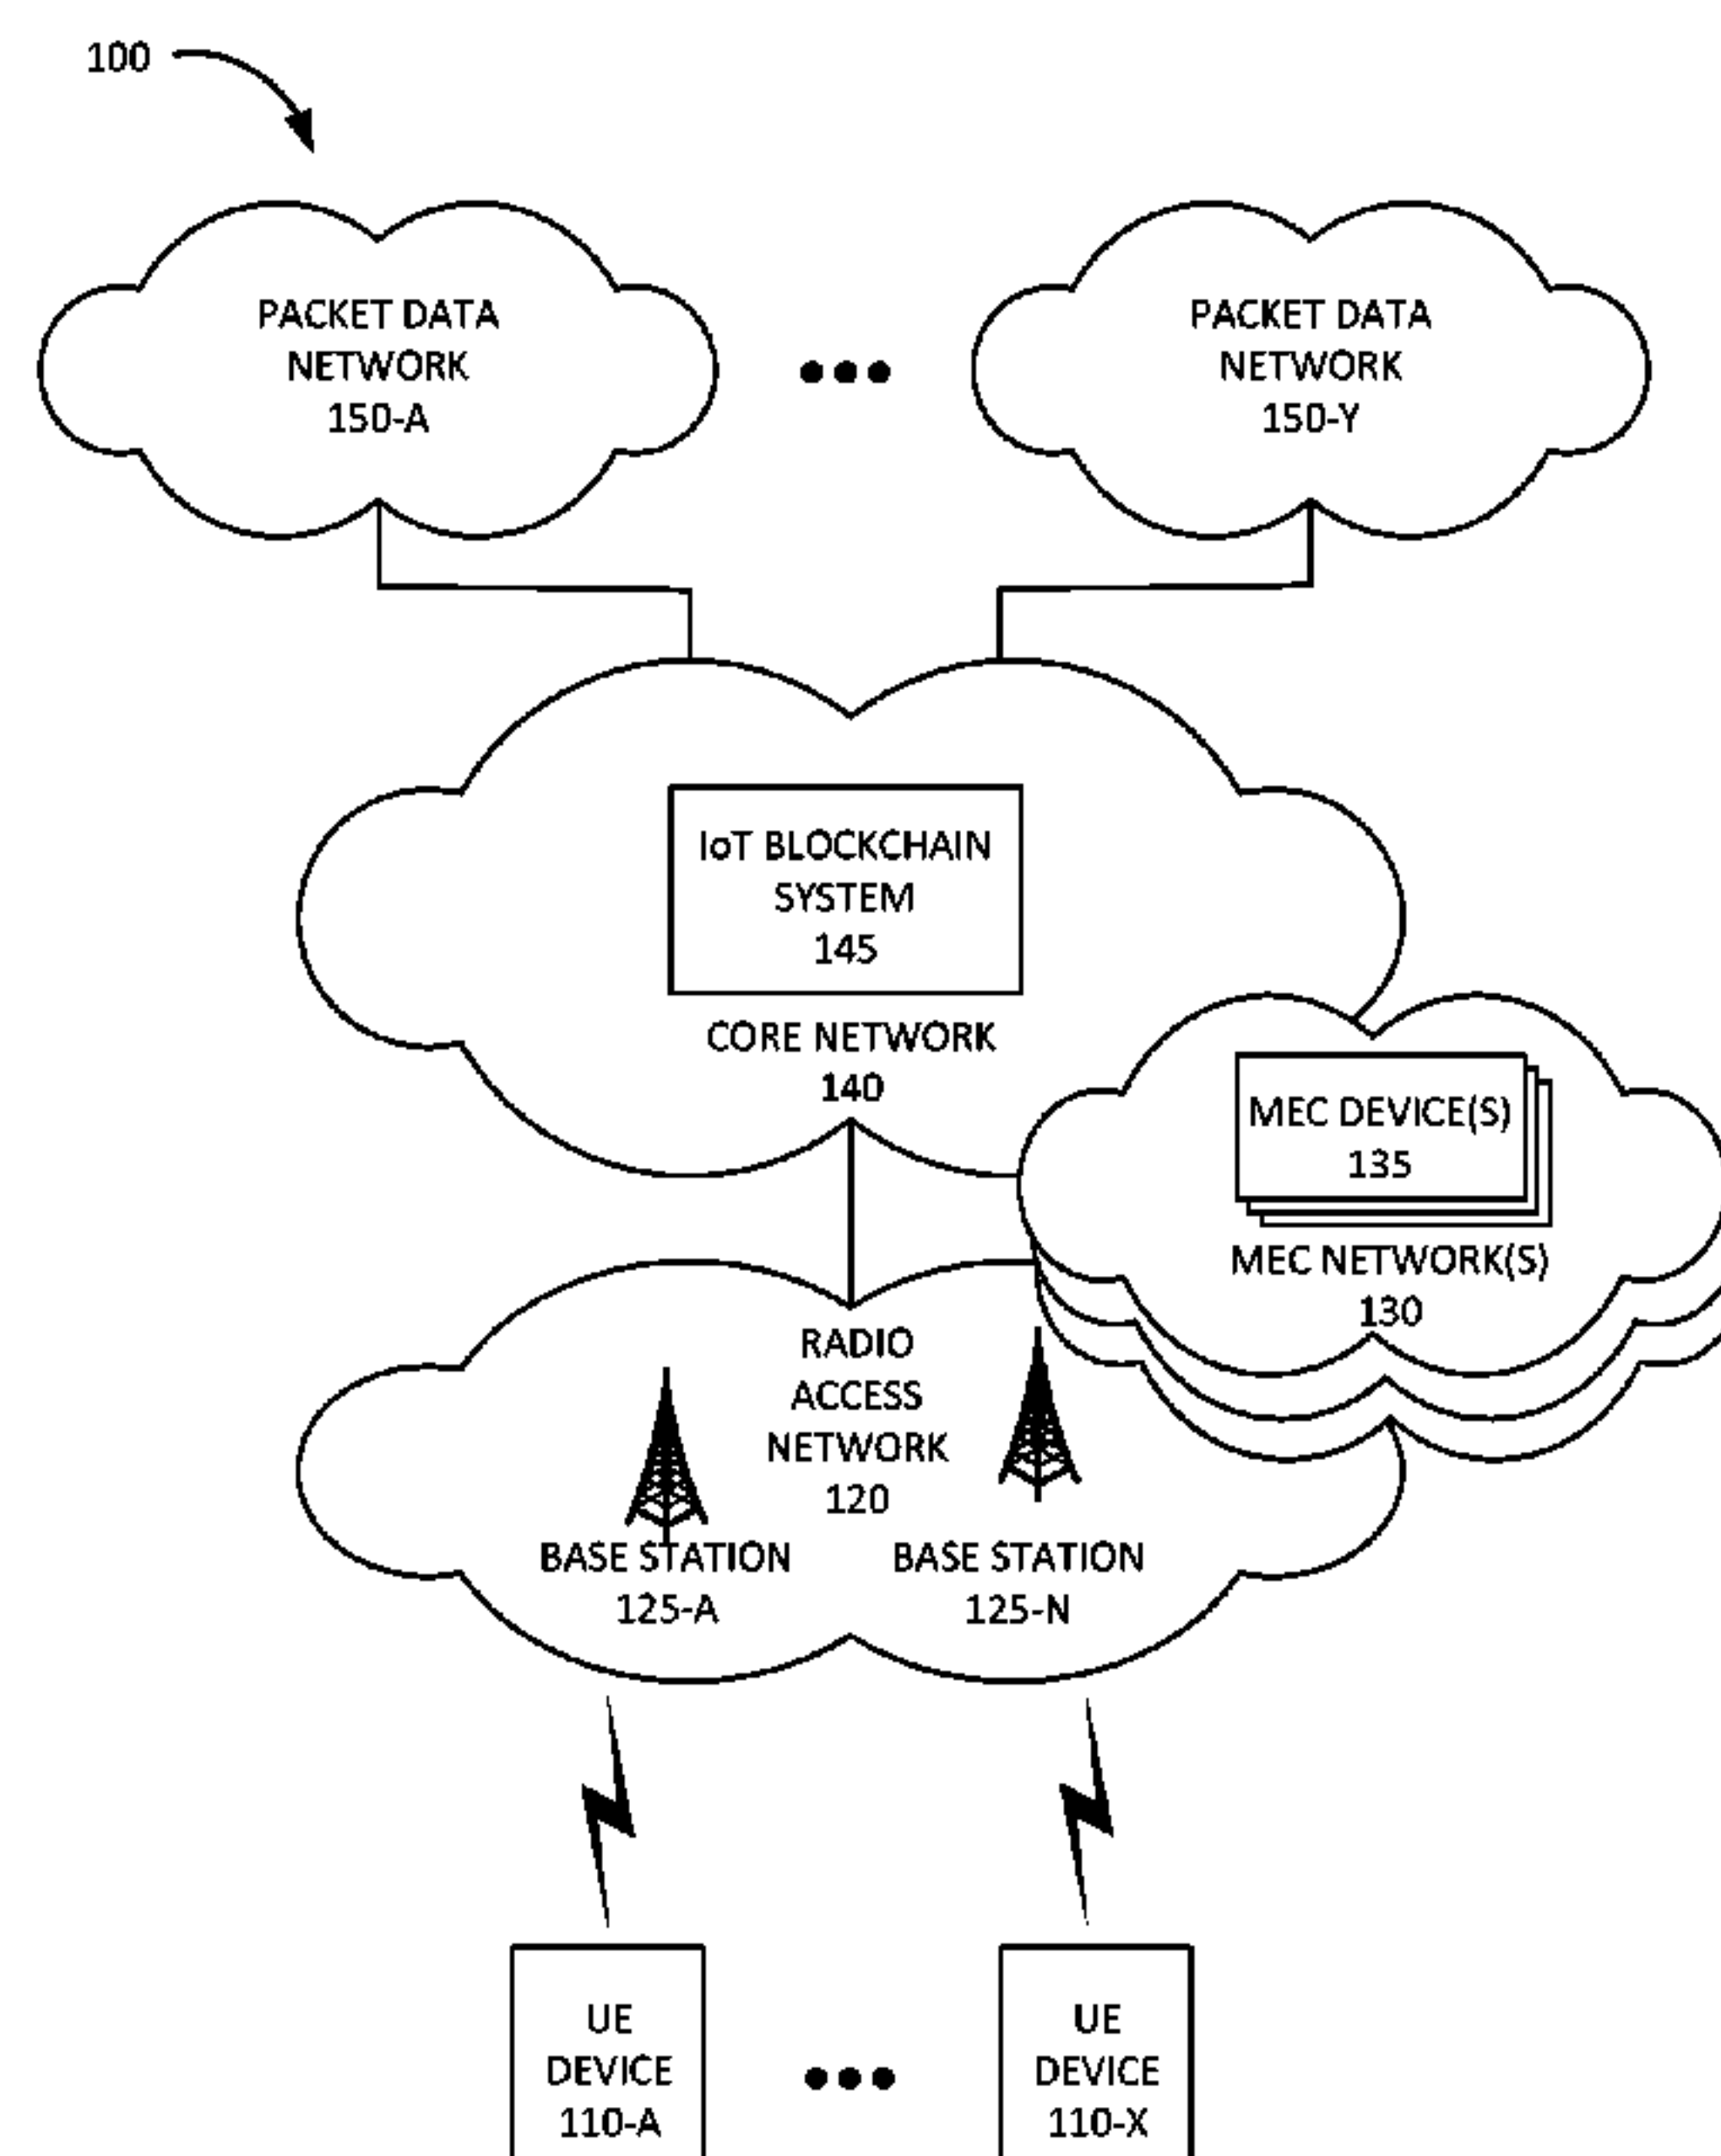 100
PACKET DATA
NETWORK
150-A
PACKET DATA
NETWORK
150-Y
IoT BLOCKCHAIN
SYSTEM
145
CORE NETWORK
140
MEC DEVICE(S)
135
MEC NETWORK(S)
130
RADIO
ACCESS
NETWORK
120
BASE STATION
125-A
BASE STATION
125-N
UE
DEVICE
110-A
UE
DEVICE
110-X